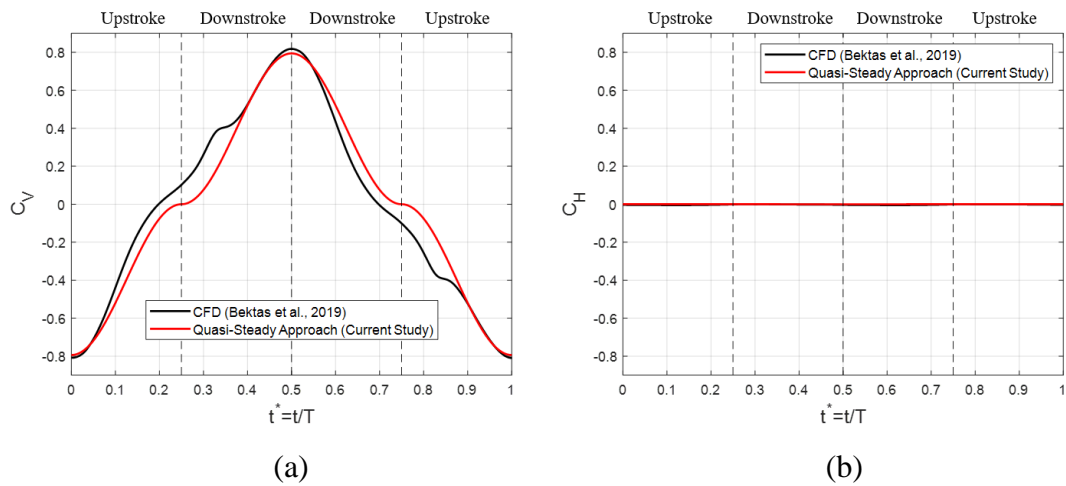 Upstroke Downstroke Downstroke Upstroke
0.8
0.6
0.4
0.2
0
-0.2
-0.4
-0.6
-0.8
C_V
CFD (Bektas et al., 2019)
Quasi-Steady Approach (Current Study)
0 0.1 0.2 0.3 0.4 0.5 0.6 0.7 0.8 0.9 1
t*=t/T
(a)
Upstroke Downstroke Downstroke Upstroke
CFD (Bektas et al., 2019)
Quasi-Steady Approach (Current Study)
0.8
0.6
0.4
0.2
0
-0.2
-0.4
-0.6
-0.8
C_H
0 0.1 0.2 0.3 0.4 0.5 0.6 0.7 0.8 0.9 1
t*=t/T
(b)